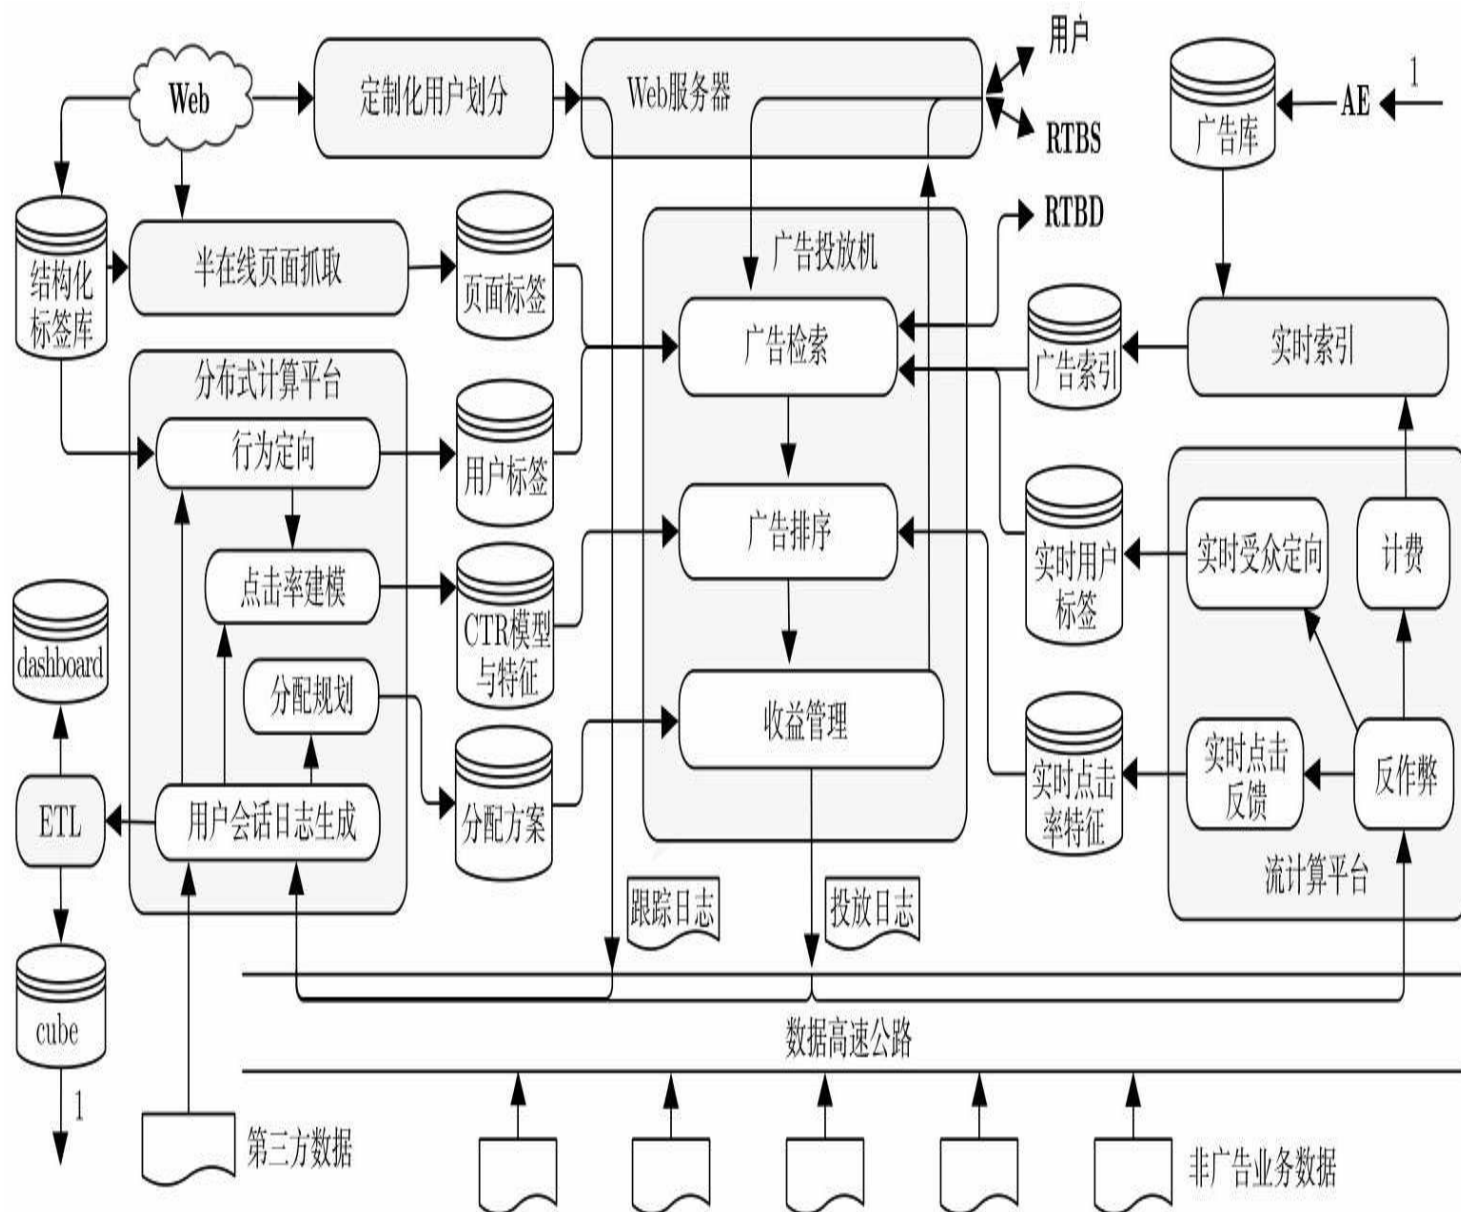 用户
Web
定制化用户划分
Web服务器
RTBS
广告库
AE
1
RTBD
结构化
标签库
半在线页面抓取
页面标签
广告投放机
广告检索
广告索引
实时索引
分布式计算平台
行为定向
用户标签
广告排序
实时用户
标签
实时受众定向
计费
点击率建模
CTR模型
与特征
dashboard
分配规划
收益管理
实时点击
率特征
实时点击
反馈
反作弊
ETL
用户会话日志生成
分配方案
流计算平台
跟踪日志
投放日志
cube
数据高速公路
1
第三方数据
非广告业务数据